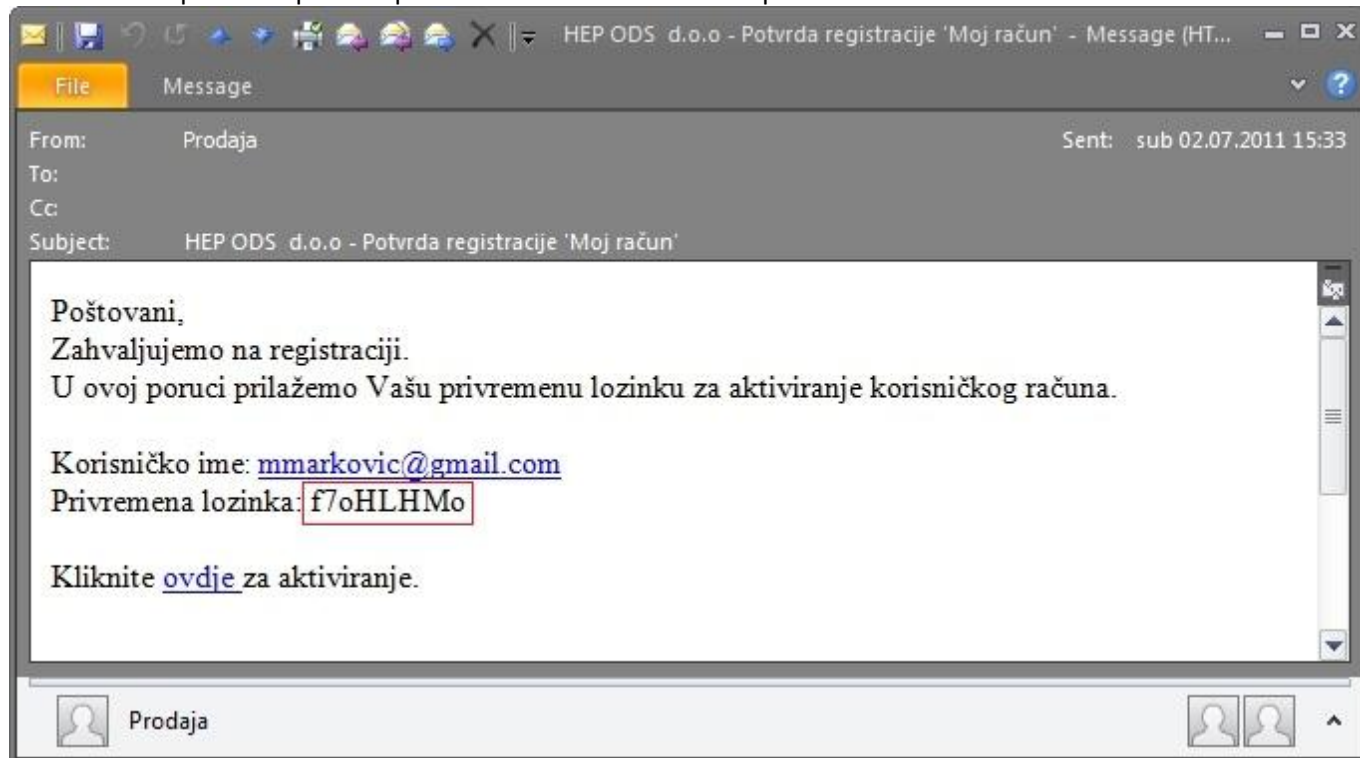 HEP ODS d.o.o - Potvrda registracije 'Moj račun' - Message (HT...
File Message
From: Prodaja Sent: sub 02.07.2011 15:33
To:
Cc:
Subject: HEP ODS d.o.o - Potvrda registracije 'Moj račun'
Poštovani,
Zahvaljujemo na registraciji.
U ovoj poruci prilažemo Vašu privremenu lozinku za aktiviranje korisničkog računa.
Korisničko ime: mmarkovic@gmail.com
Privremena lozinka: f7oHLHMo
Kliknite ovdje za aktiviranje.
Prodaja